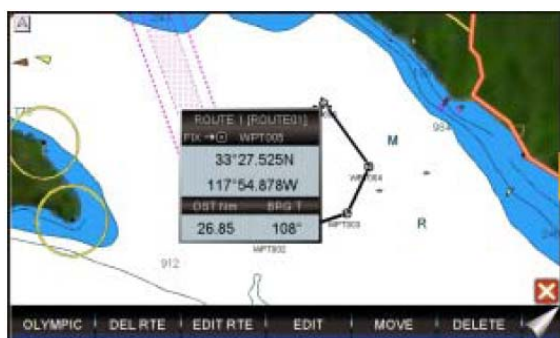 A
ROUTE 1 [ROUTE01]
FIX → WPT005
33°27.525N
117°54.878W
DST Nm BRG T
26.85 108°
M
WPT004
WPT003
R
WPT002
912
OLYMPIC DEL RTE EDIT RTE EDIT MOVE DELETE